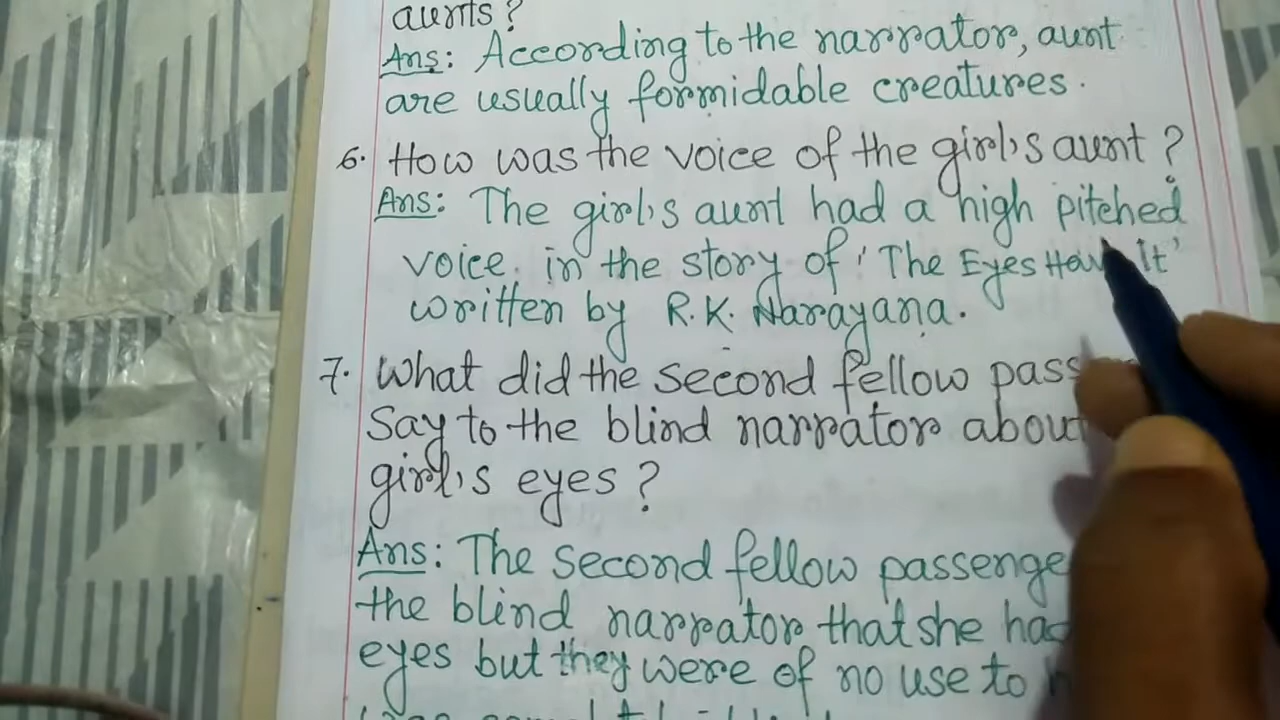 aunts?
Ans: According to the narrator, aunt
are usually formidable creatures.
6. How was the voice of the girl's aunt?
Ans: The girl's aunt had a high pitched
voice. in the story of 'The Eyes Have It'
written by R.K. Narayana.
7. What did the second fellow
say to the blind narrator about
girl's eyes?
Ans: The second fellow
the blind narrator that she
eyes but they were of no use to